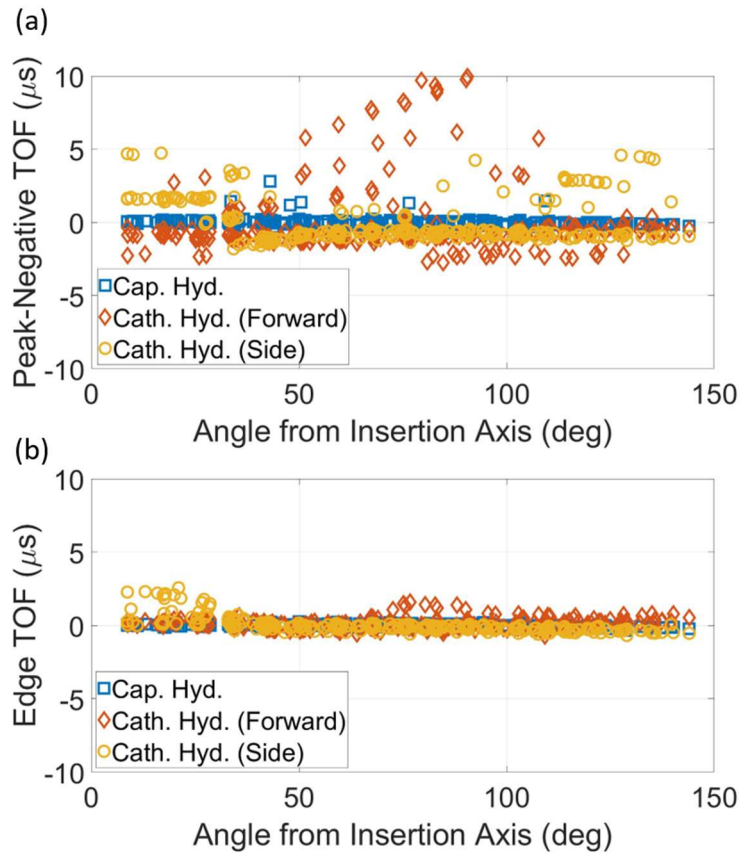 (a)
Peak-Negative TOF (μs)
10
5
0
-5
-10
Cap. Hyd.
Cath. Hyd. (Forward)
Cath. Hyd. (Side)
0
50
100
150
Angle from Insertion Axis (deg)
(b)
Edge TOF (μs)
10
5
0
-5
-10
Cap. Hyd.
Cath. Hyd. (Forward)
Cath. Hyd. (Side)
0
50
100
150
Angle from Insertion Axis (deg)